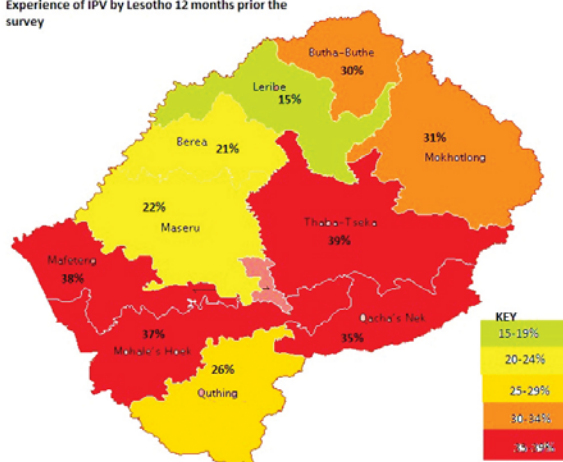 Experience of IPV by Lesotho 12 months prior the
survey
Butha-Buthe
30%
Leribe
15%
31%
Mokhotlong
Berea
21%
22%
Maseru
Thaba-Tseka
39%
Mafeteng
38%
37%
Mohale's Hoek
Qacha's Nek
35%
26%
Quthing
KEY
15-19%
20-24%
25-29%
30-34%